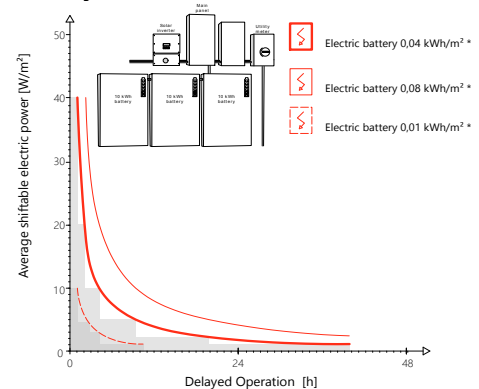 Main
panel
Solar
inverter
Utility
meter
10 kWh
battery
10 kWh
battery
10 kWh
battery
Electric battery 0,04 kWh/m² *
Electric battery 0,08 kWh/m² *
Electric battery 0,01 kWh/m² *
Average shiftable electric power [W/m²]
50
40
30
20
10
0
0
24
48
Delayed Operation [h]